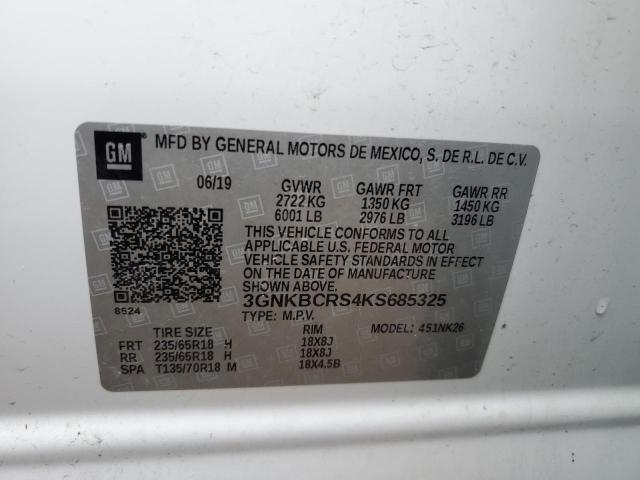 GM MFD BY GENERAL MOTORS DE MEXICO, S. DE R.L. DE C.V.
06/19 GVWR GAWR FRT GAWR RR
2722 KG 1350 KG 1450 KG
6001 LB 2976 LB 3196 LB
THIS VEHICLE CONFORMS TO ALL
APPLICABLE U.S. FEDERAL MOTOR
VEHICLE SAFETY STANDARDS IN EFFECT
ON THE DATE OF MANUFACTURE
SHOWN ABOVE.
3GNKBCRS4KS685325
8624
TYPE: M.P.V. MODEL: 451NK26
TIRE SIZE RIM
FRT 235/65R18 H 18X8J
RR 235/65R18 H 18X8J
SPA T135/70R18 M 18X4.5B